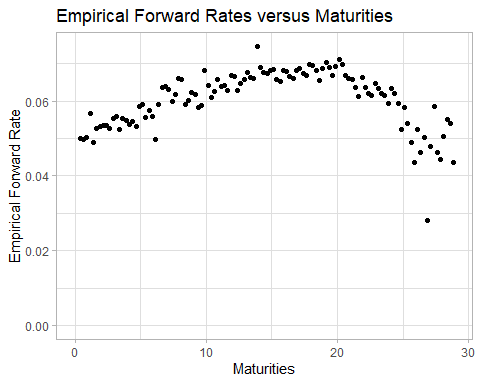 Empirical Forward Rates versus Maturities
Empirical Forward Rate
0.06
0.04
0.02
0.00
0 10 20 30
Maturities